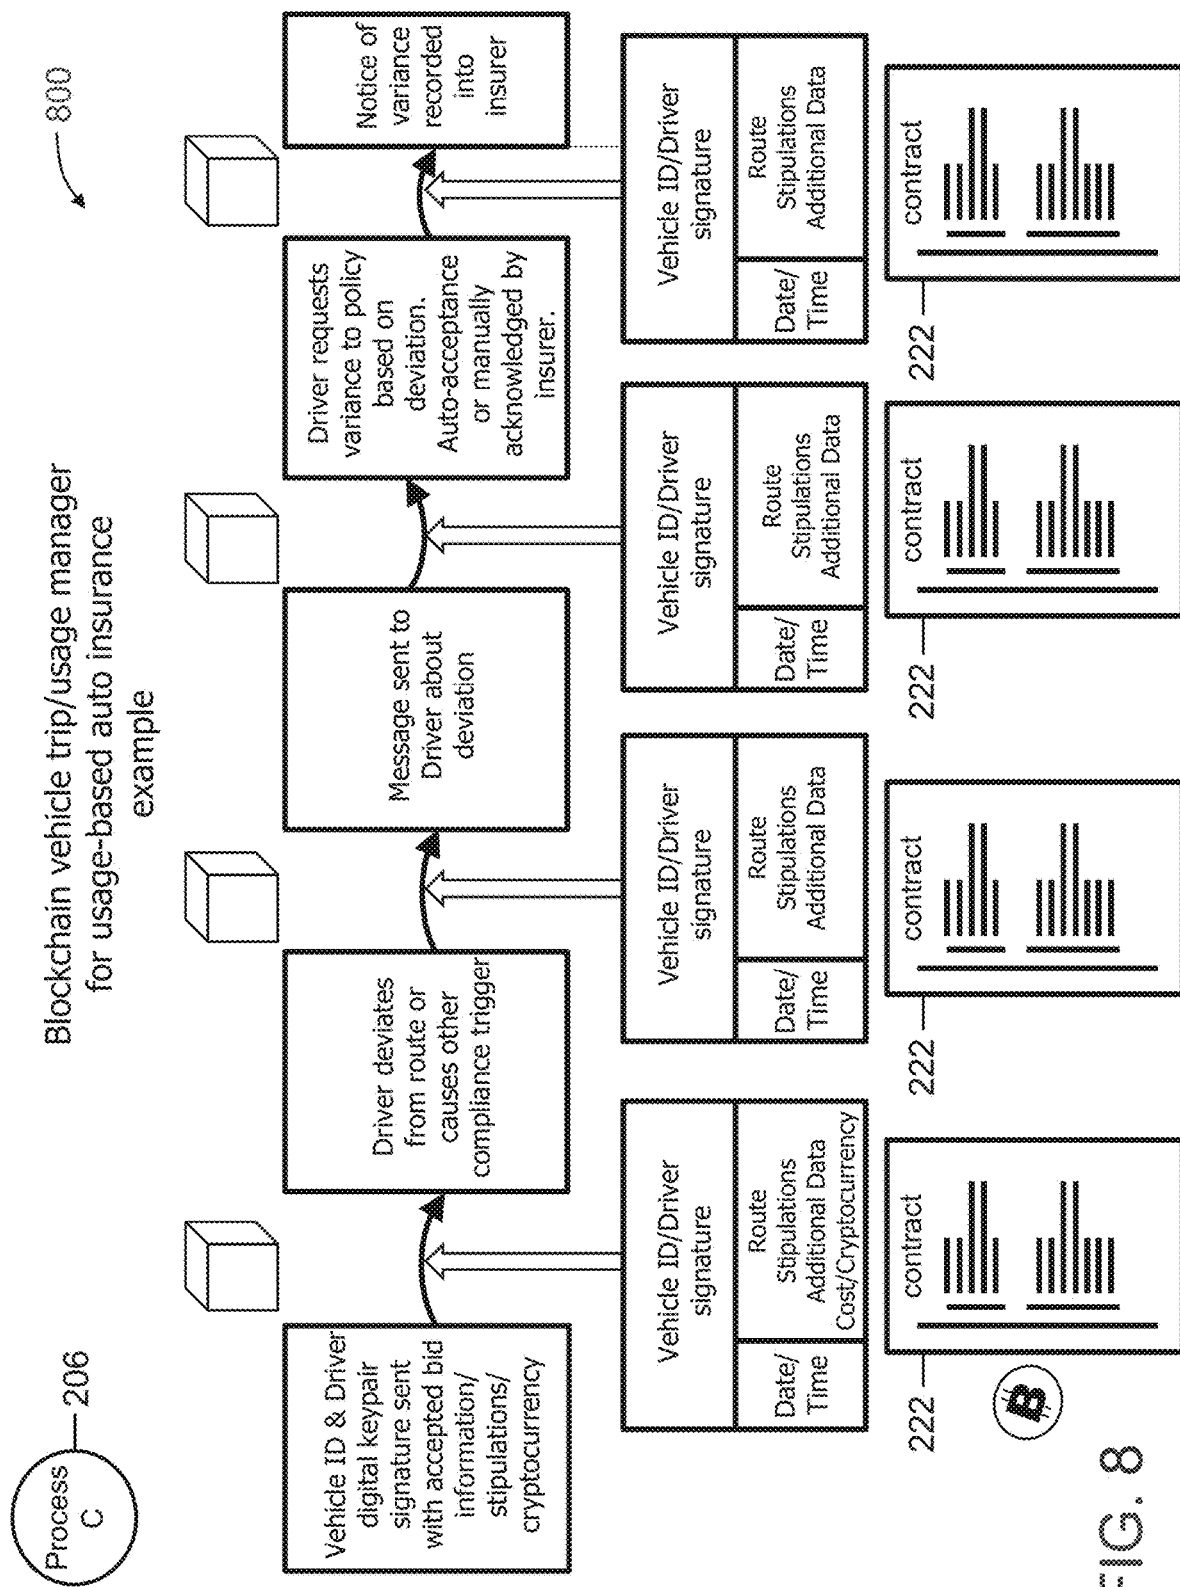 Process
C
206
Blockchain vehicle trip/usage manager
for usage-based auto insurance
example
800
Vehicle ID & Driver
digital keypair
signature sent
with accepted bid
information/
stipulations/
cryptocurrency
Driver deviates
from route or
causes other
compliance trigger
Message sent to
Driver about
deviation
Driver requests
variance to policy
based on
deviation.
Auto-acceptance
or manually
acknowledged by
insurer.
Notice of
variance
recorded
into
insurer
Vehicle ID/Driver
signature
Date/
Time
Route
Stipulations
Additional Data
Cost/Cryptocurrency
Vehicle ID/Driver
signature
Date/
Time
Route
Stipulations
Additional Data
Vehicle ID/Driver
signature
Date/
Time
Route
Stipulations
Additional Data
Vehicle ID/Driver
signature
Date/
Time
Route
Stipulations
Additional Data
222
contract
B
222
contract
222
contract
222
contract
FIG. 8